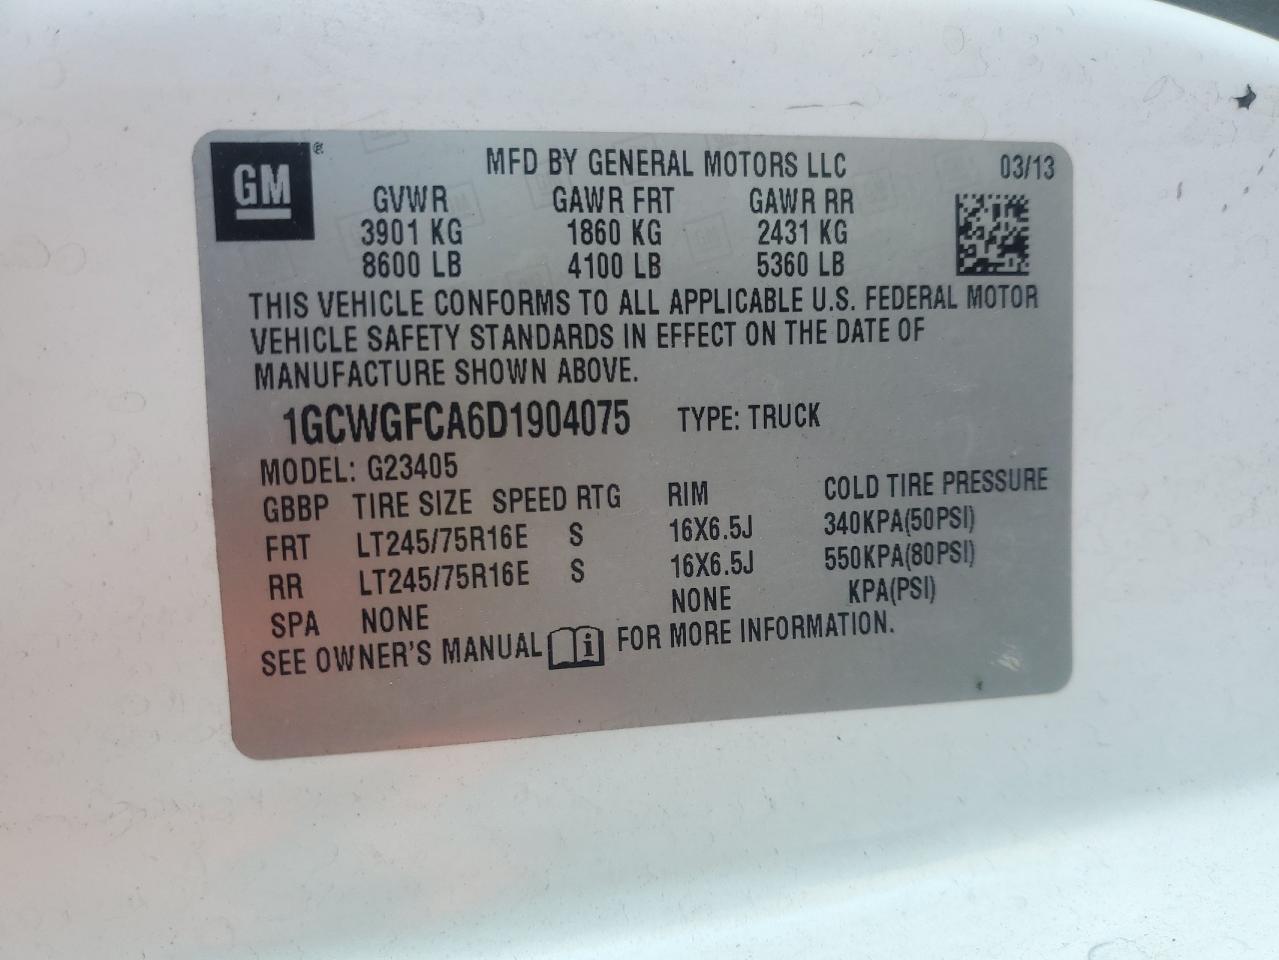 GM ® MFD BY GENERAL MOTORS LLC 03/13
GVWR GAWR FRT GAWR RR
3901 KG 1860 KG 2431 KG
8600 LB 4100 LB 5360 LB
THIS VEHICLE CONFORMS TO ALL APPLICABLE U.S. FEDERAL MOTOR
VEHICLE SAFETY STANDARDS IN EFFECT ON THE DATE OF
MANUFACTURE SHOWN ABOVE.
1GCWGFCA6D1904075 TYPE: TRUCK
MODEL: G23405
GBBP TIRE SIZE SPEED RTG RIM COLD TIRE PRESSURE
FRT LT245/75R16E S 16X6.5J 340KPA(50PSI)
RR LT245/75R16E S 16X6.5J 550KPA(80PSI)
SPA NONE NONE KPA(PSI)
SEE OWNER'S MANUAL i FOR MORE INFORMATION.